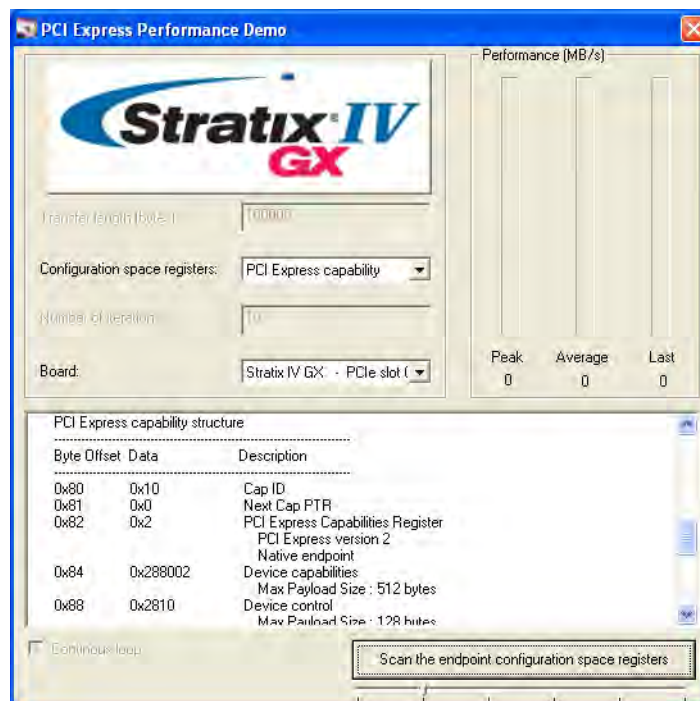 PCI Express Performance Demo
Performance (MB/s)
Stratix IV
GX
Transfer length (bytes):
100000
Configuration space registers:
PCI Express capability
Number of iteration:
10
Board:
Stratix IV GX - PCIe slot (
Peak Average Last
0 0 0
PCI Express capability structure
Byte Offset Data Description
0x80 0x10 Cap ID
0x81 0x0 Next Cap PTR
0x82 0x2 PCI Express Capabilities Register
PCI Express version 2
Native endpoint
0x84 0x288002 Device capabilities
Max Payload Size : 512 bytes
0x88 0x2810 Device control
Max Payload Size : 128 bytes
Continous loop
Scan the endpoint configuration space registers